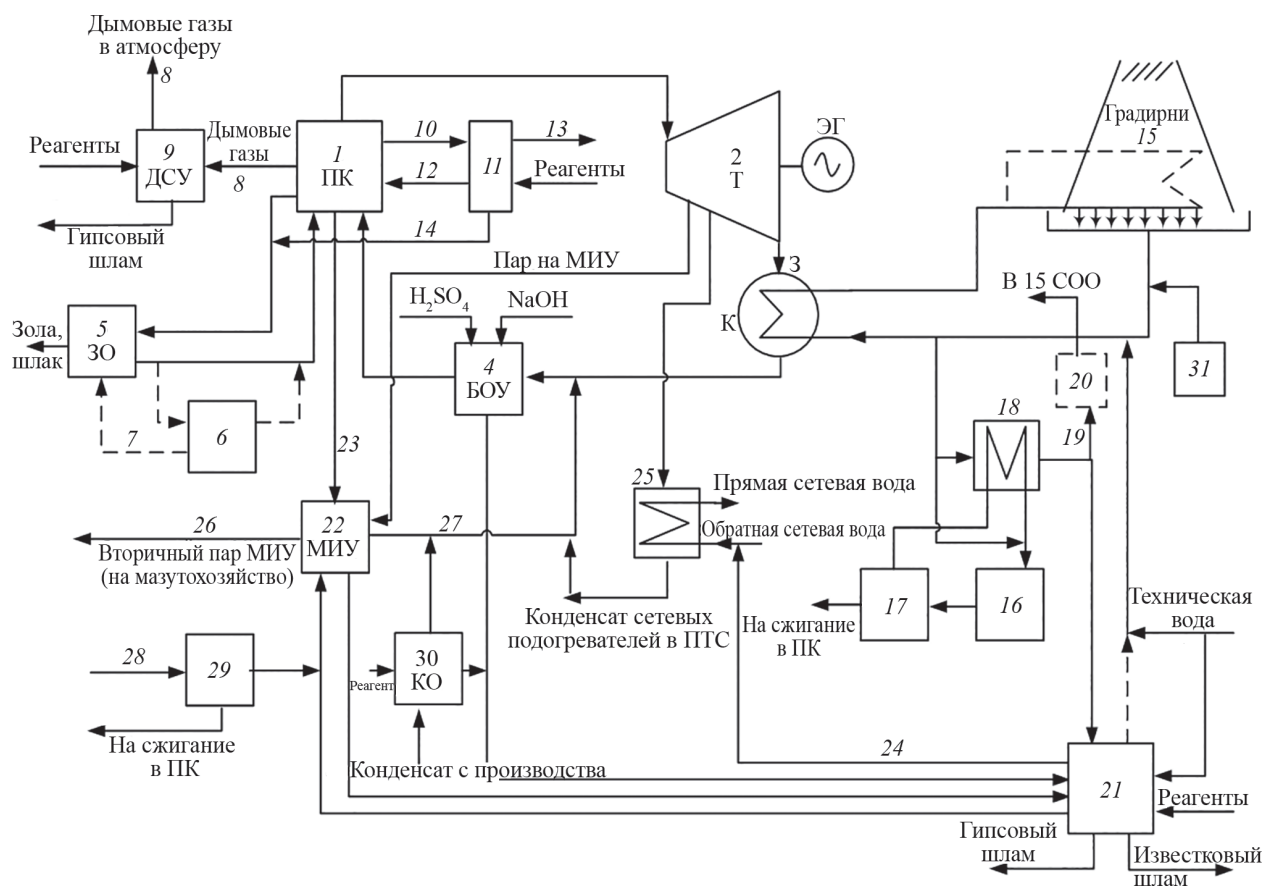 Дымовые газы
в атмосферу
8
Реагенты
9
ДСУ
Дымовые
газы
8
Гипсовый
шлам
1
ПК
10
12
11
13
Реагенты
14
2
Т
ЭГ
Градирни
15
Пар на МИУ
H₂SO₄
NaOH
З
К
В 15 СОО
Зола,
шлак
5
ЗО
4
БОУ
20
31
7
6
23
18
19
25
Прямая сетевая вода
Обратная сетевая вода
26
Вторичный пар МИУ
(на мазутохозяйство)
22
МИУ
27
Конденсат сетевых
подогревателей в ПТС
На сжигание
в ПК
17
16
Техническая
вода
28
29
Реагент
30
КО
На сжигание
в ПК
Конденсат с производства
24
21
Реагенты
Гипсовый
шлам
Известковый
шлам